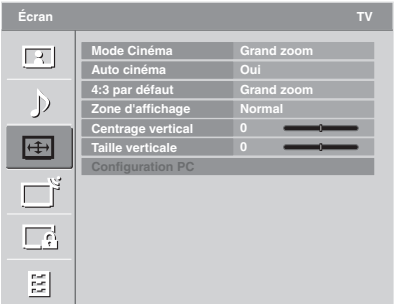 Écran TV
Mode Cinéma Grand zoom
Auto cinéma Oui
4:3 par défaut Grand zoom
Zone d'affichage Normal
Centrage vertical 0
Taille verticale 0
Configuration PC